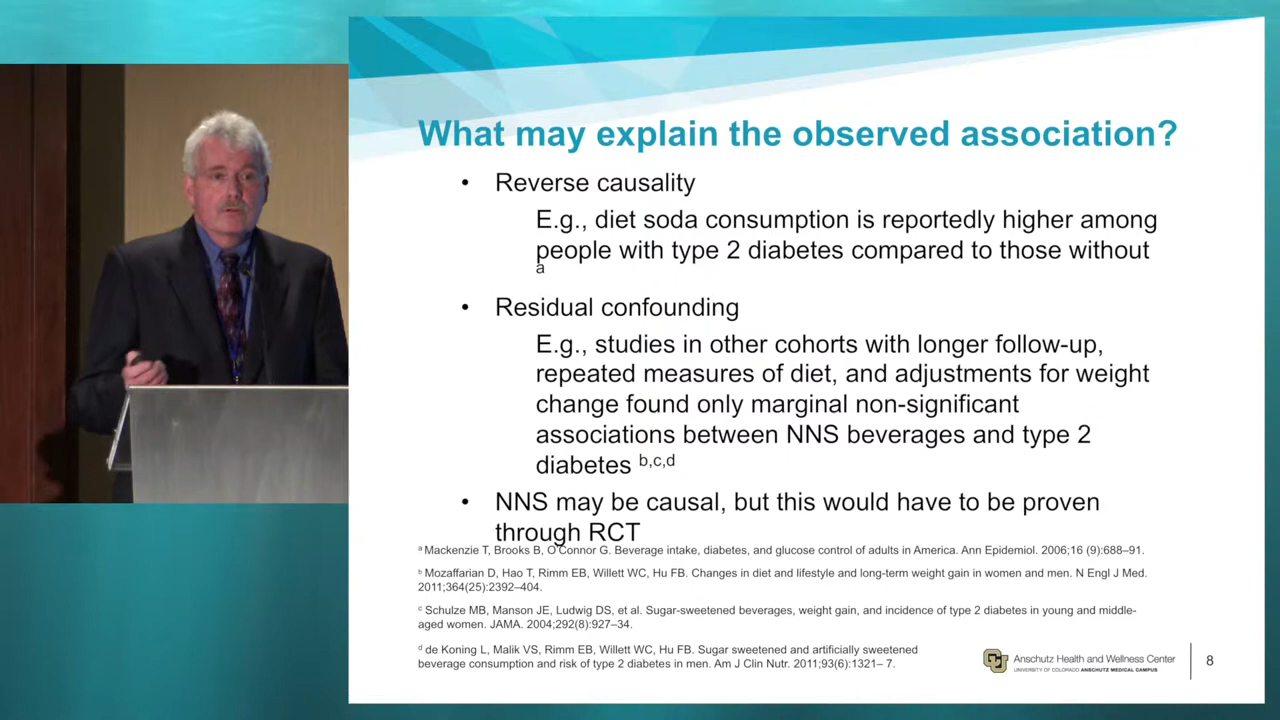 What may explain the observed association?
• Reverse causality
E.g., diet soda consumption is reportedly higher among
people with type 2 diabetes compared to those without
a
• Residual confounding
E.g., studies in other cohorts with longer follow-up,
repeated measures of diet, and adjustments for weight
change found only marginal non-significant
associations between NNS beverages and type 2
diabetes b,c,d
• NNS may be causal, but this would have to be proven
through RCT
a Mackenzie T, Brooks B, O'Connor G. Beverage intake, diabetes, and glucose control of adults in America. Ann Epidemiol. 2006;16 (9):688–91.
b Mozaffarian D, Hao T, Rimm EB, Willett WC, Hu FB. Changes in diet and lifestyle and long-term weight gain in women and men. N Engl J Med.
2011;364(25):2392–404.
c Schulze MB, Manson JE, Ludwig DS, et al. Sugar-sweetened beverages, weight gain, and incidence of type 2 diabetes in young and middle-
aged women. JAMA. 2004;292(8):927–34.
d de Koning L, Malik VS, Rimm EB, Willett WC, Hu FB. Sugar sweetened and artificially sweetened
beverage consumption and risk of type 2 diabetes in men. Am J Clin Nutr. 2011;93(6):1321– 7.
CU Anschutz Health and Wellness Center
UNIVERSITY OF COLORADO ANSCHUTZ MEDICAL CAMPUS
8